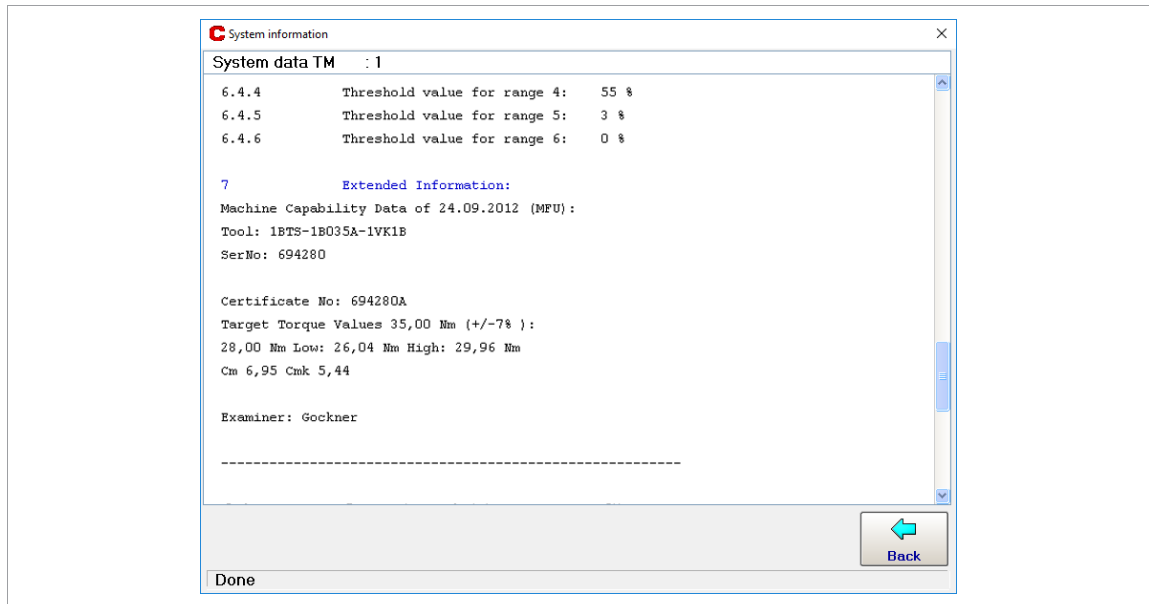 C System information
System data TM : 1
6.4.4 Threshold value for range 4: 55 %
6.4.5 Threshold value for range 5: 3 %
6.4.6 Threshold value for range 6: 0 %
7 Extended Information:
Machine Capability Data of 24.09.2012 (MFU):
Tool: 1BTS-1B035A-1VK1B
SerNo: 694280
Certificate No: 694280A
Target Torque Values 35,00 Nm (+/-7% ):
28,00 Nm Low: 26,04 Nm High: 29,96 Nm
Cm 6,95 Cmk 5,44
Examiner: Gockner
---------------------------------------------------------
Back
Done